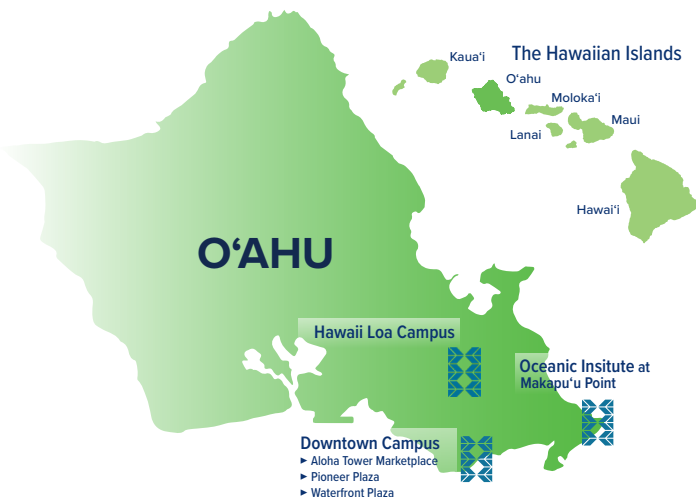 The Hawaiian Islands
Kaua‘i
O‘ahu
Moloka‘i
Lanai
Maui
Hawai‘i
O‘AHU
Hawaii Loa Campus
Oceanic Insitute at
Makapu‘u Point
Downtown Campus
► Aloha Tower Marketplace
► Pioneer Plaza
► Waterfront Plaza